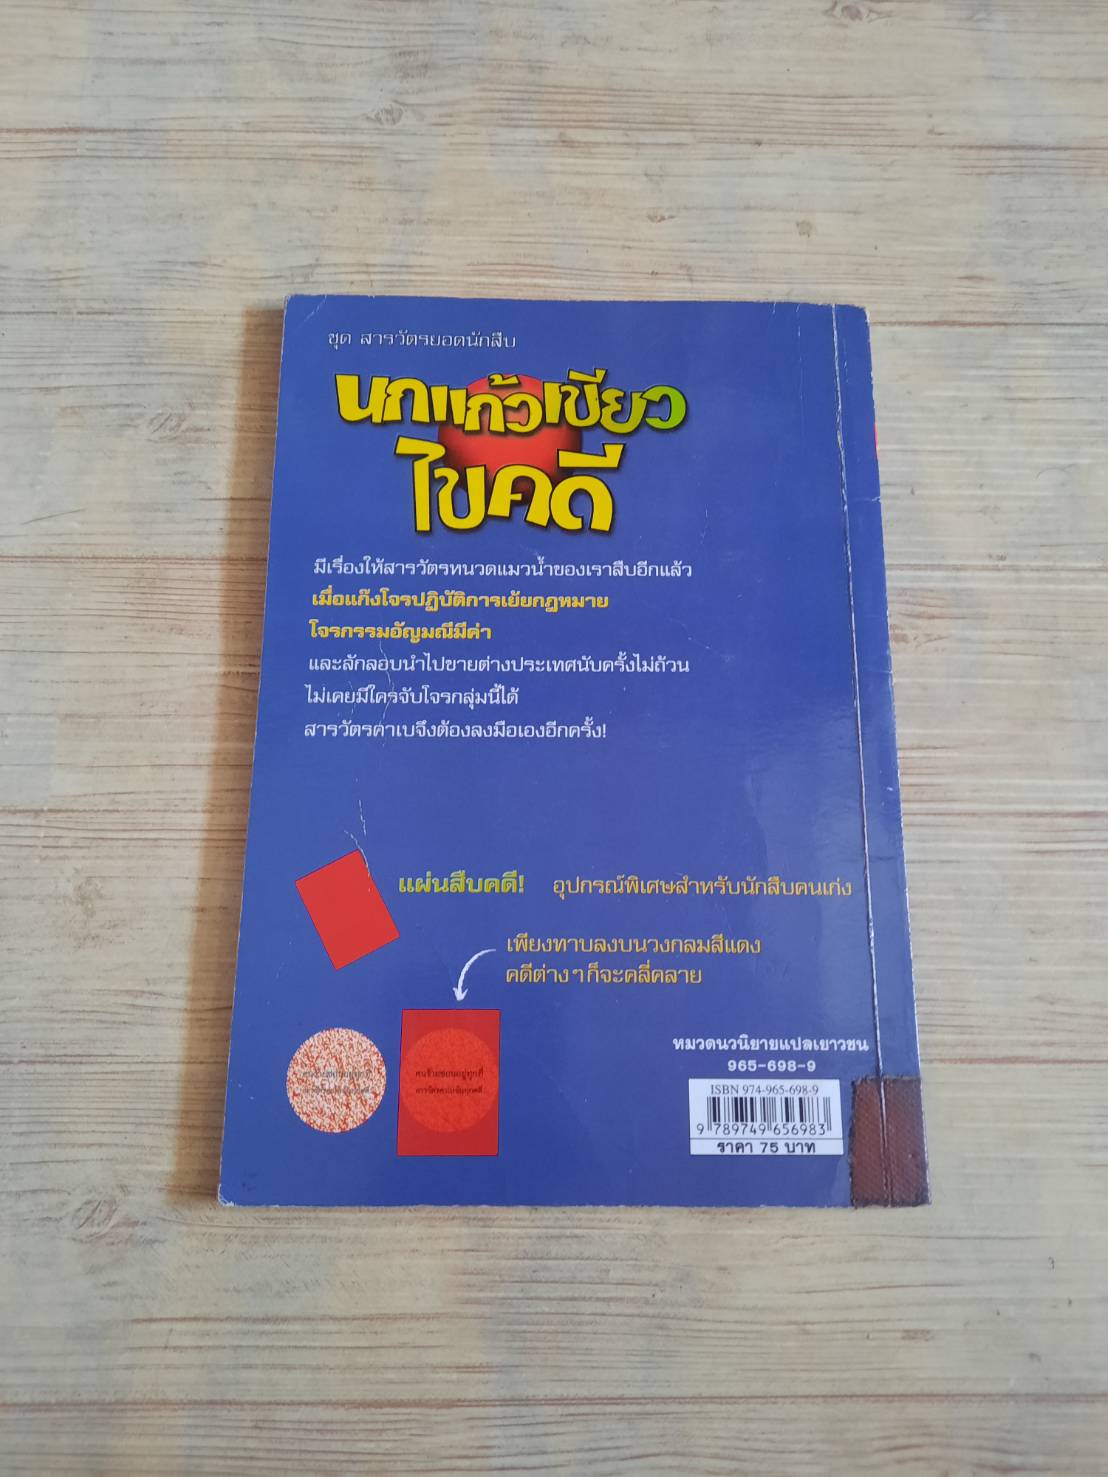 ชุด สารวัตรยอดนักสืบ
นกแก้วเขียว
ไขคดี
มีเรื่องให้สารวัตรหนวดแมวน้ำของเราสืบอีกแล้ว
เมื่อแก๊งโจรปฏิบัติการเย้ยกฎหมาย
โจรกรรมอัญมณีมีค่า
และลักลอบนำไปขายต่างประเทศนับครั้งไม่ถ้วน
ไม่เคยมีใครจับโจรกลุ่มนี้ได้
สารวัตรคาเบจึงต้องลงมือเองอีกครั้ง!
แผ่นสืบคดี! อุปกรณ์พิเศษสำหรับนักสืบคนเก่ง
เพียงทาบลงบนวงกลมสีแดง
คดีต่าง ๆ ก็จะคลี่คลาย
หมวดนวนิยายแปลเยาวชน
965-698-9
ISBN 974-965-698-9
9 789749 656983
ราคา 75 บาท